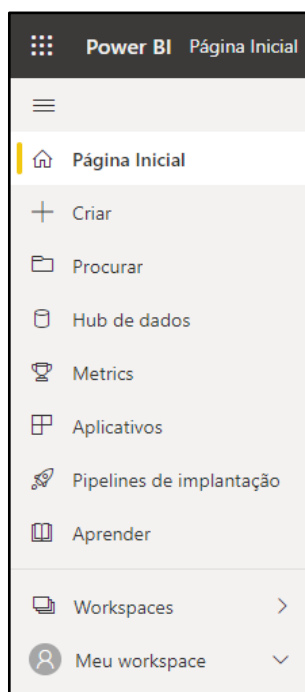 Power BI Página Inicial
Página Inicial
Criar
Procurar
Hub de dados
Metrics
Aplicativos
Pipelines de implantação
Aprender
Workspaces
Meu workspace